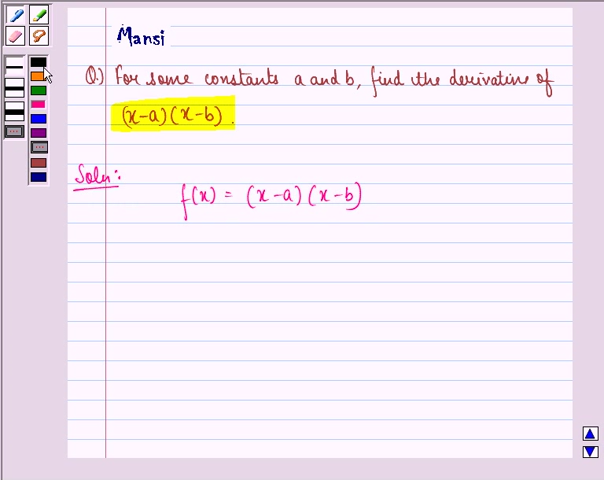 Mansi
Q.) For some constants a and b, find the derivative of
(x-a)(x-b).
Soln:
f(x) = (x-a)(x-b)